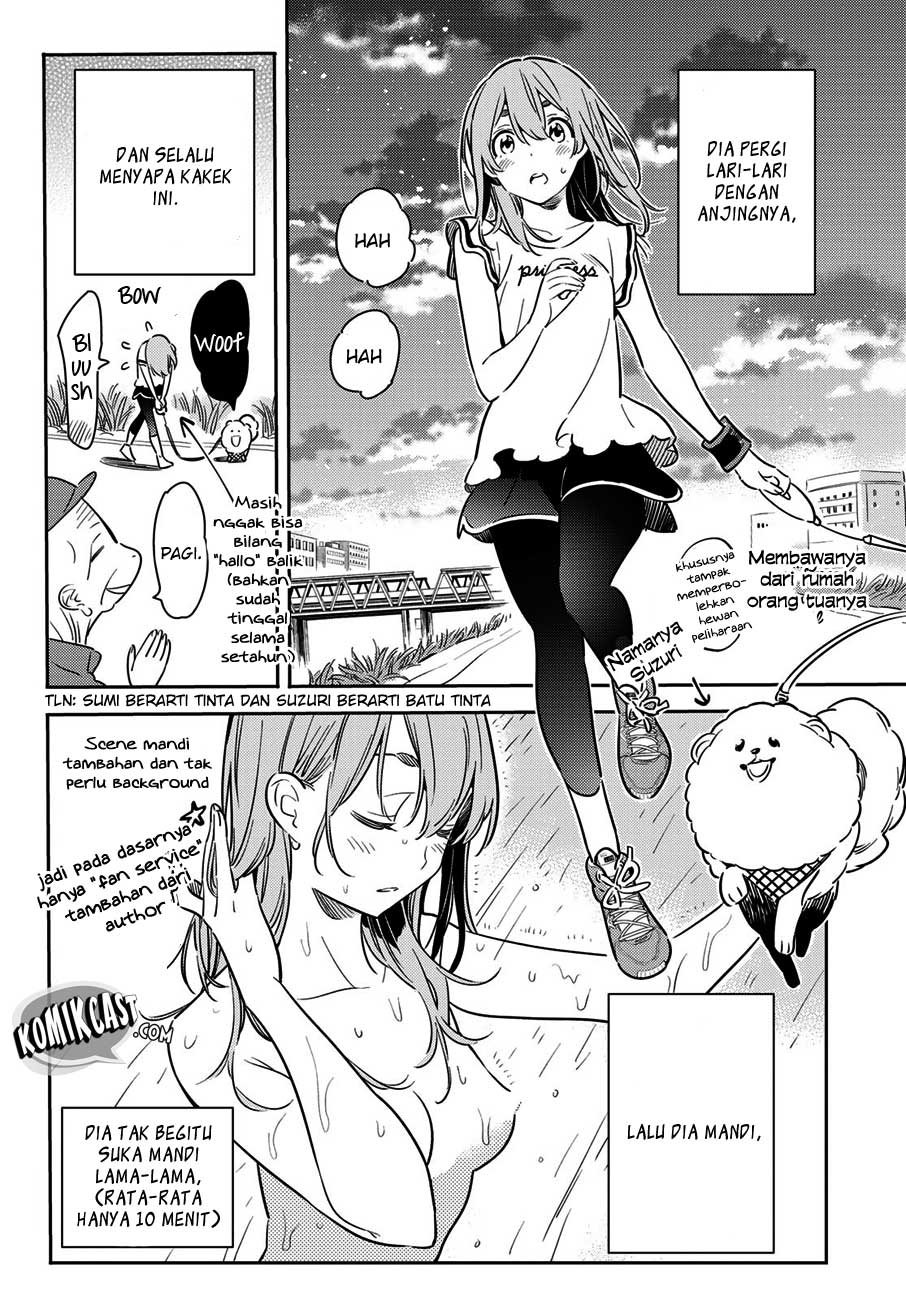 DIA PERGI
LARI-LARI
DENGAN
ANJINGNYA,
HAH
HAH
princess
Membawanya
dari rumah
orang tuanya
khususnya
tampak
memperbo-
lehkan
hewan
peliharaan
Namanya
Suzuri
DAN SELALU
MENYAPA KAKEK
INI.
BOW
Woof
Bl
uu
sh
PAGI.
Masih
nggak Bisa
Bilang
"hallo" Balik
(Bahkan
sudah
tinggal
selama
setahun)
TLN: SUMI BERARTI TINTA DAN SUZURI BERARTI BATU TINTA
Scene mandi
tambahan dan tak
perlu Background
jadi pada dasarnya
hanya "fan service"
tambahan dari
author !
LALU DIA MANDI,
DIA TAK BEGITU
SUKA MANDI
LAMA-LAMA,
(RATA-RATA
HANYA 10 MENIT)
KOMIKCAST
.COM